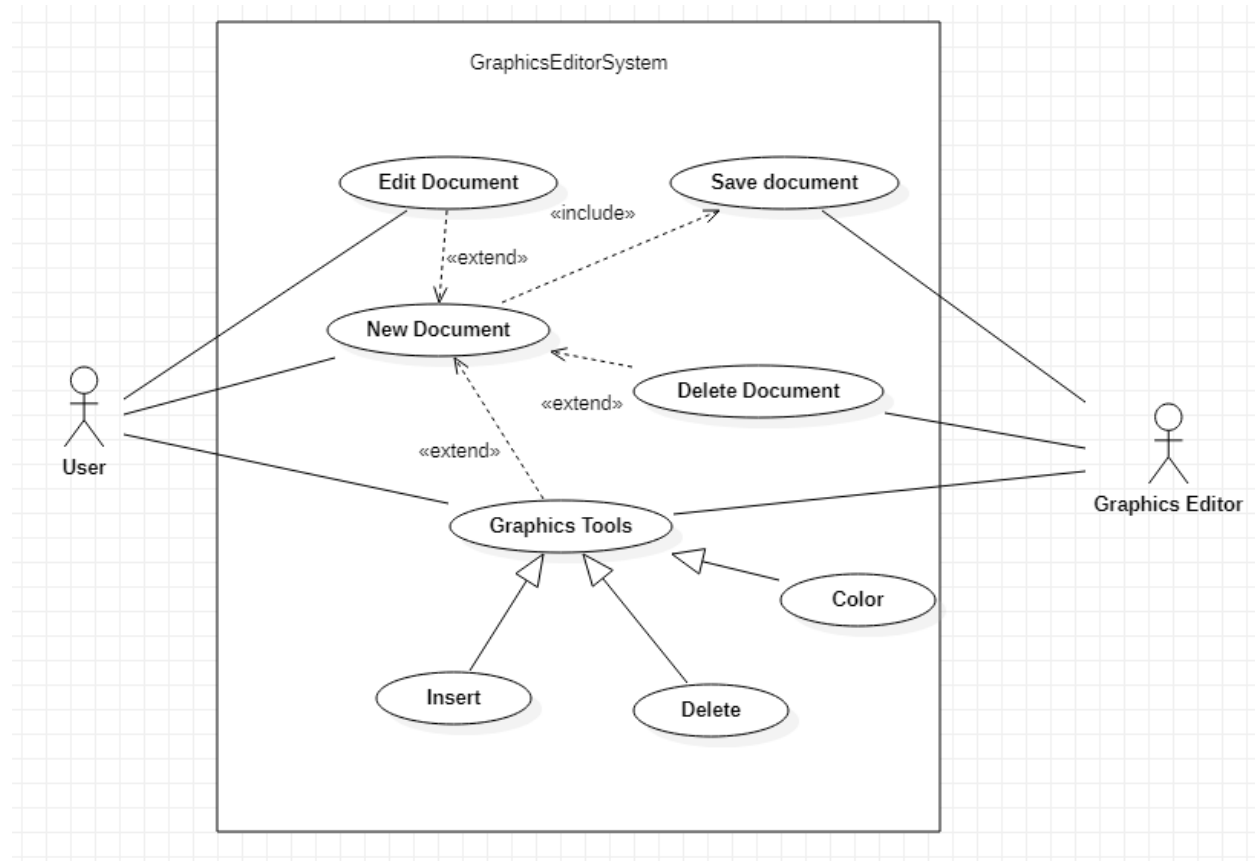 GraphicsEditorSystem
Edit Document
Save document
«include»
«extend»
New Document
Delete Document
«extend»
«extend»
User
Graphics Editor
Graphics Tools
Color
Insert
Delete